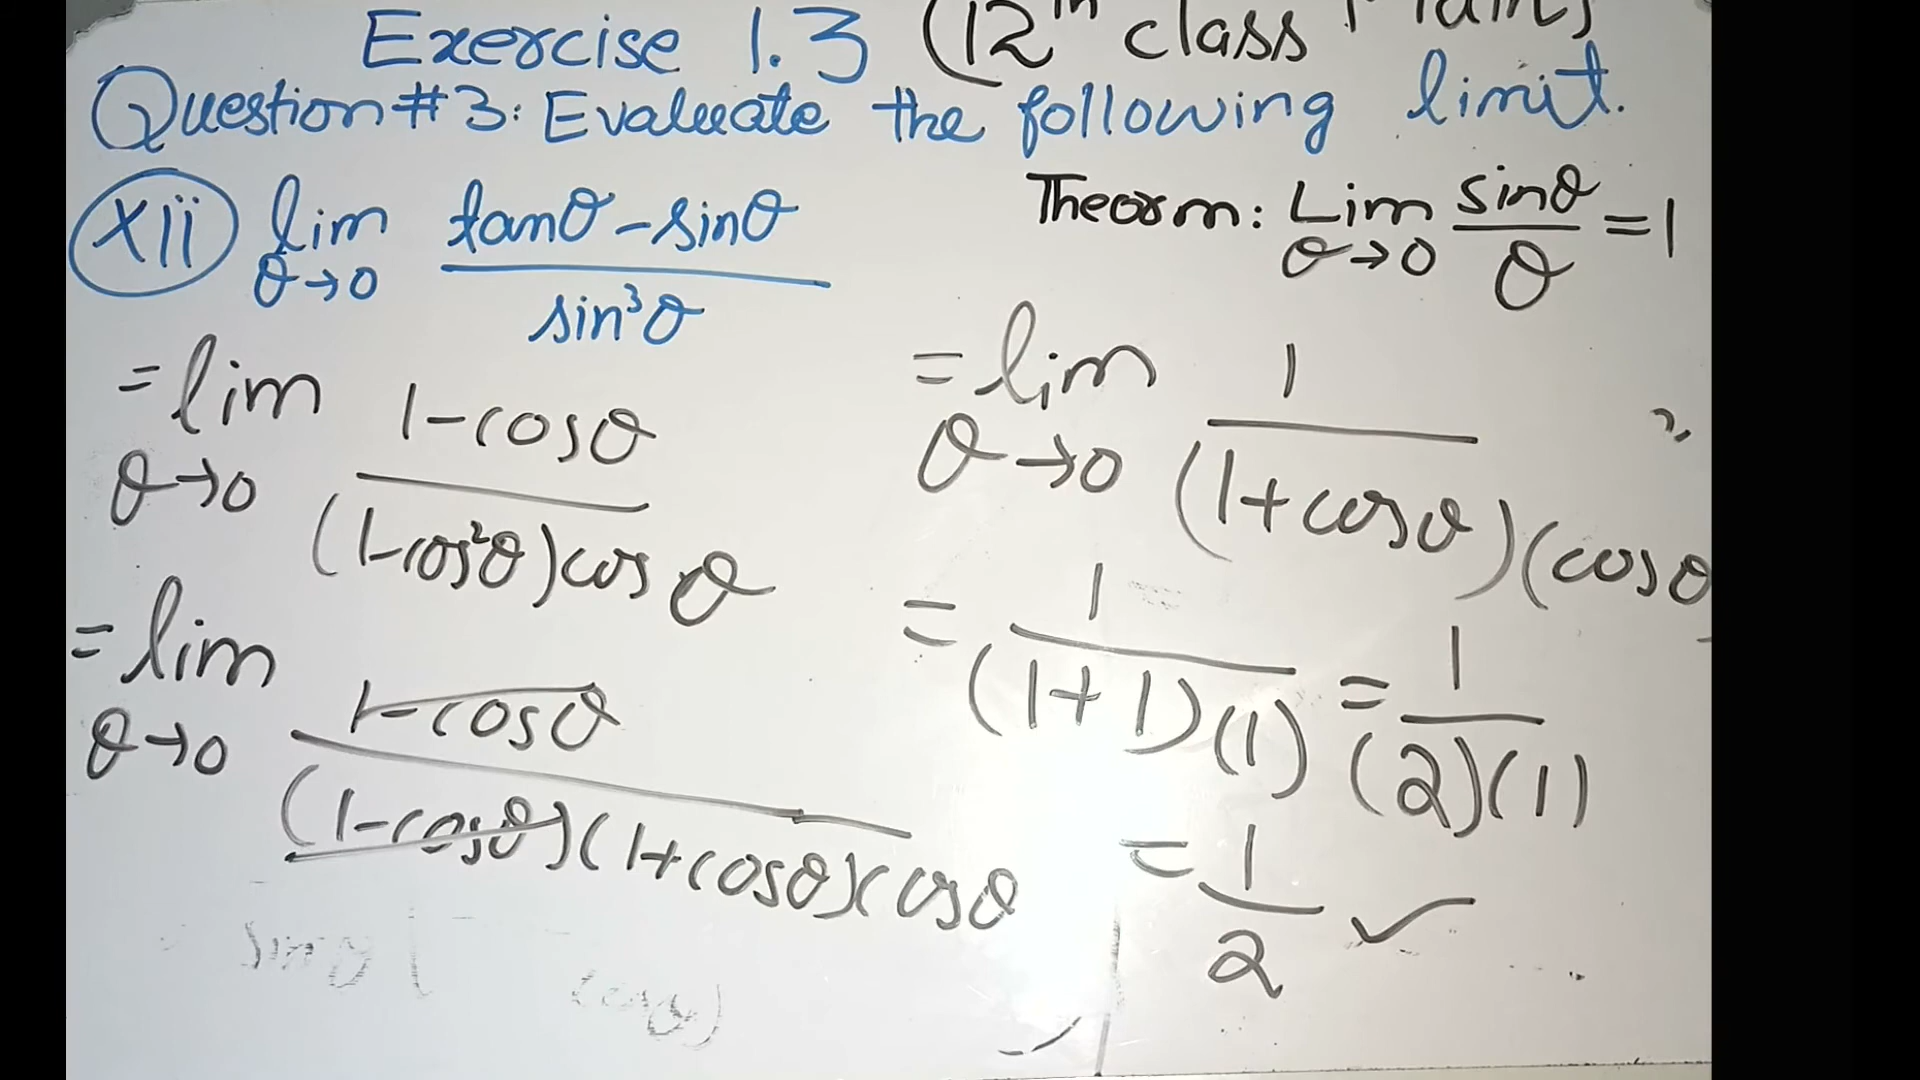 Exercise 1.3 (12th class
Question#3: Evaluate the following limit.
xii lim θ→0 tanθ - sinθ / sin³θ
Theorm: Lim θ→0 sinθ / θ = 1
= lim θ→0 1-cosθ / (1-cos²θ)cosθ
= lim θ→0 1-cosθ / (1-cosθ)(1+cosθ)(cosθ
= lim θ→0 1 / (1+cosθ)(cosθ
= 1 / (1+1)(1) = 1 / (2)(1)
= 1 / 2 ✓
sinθ